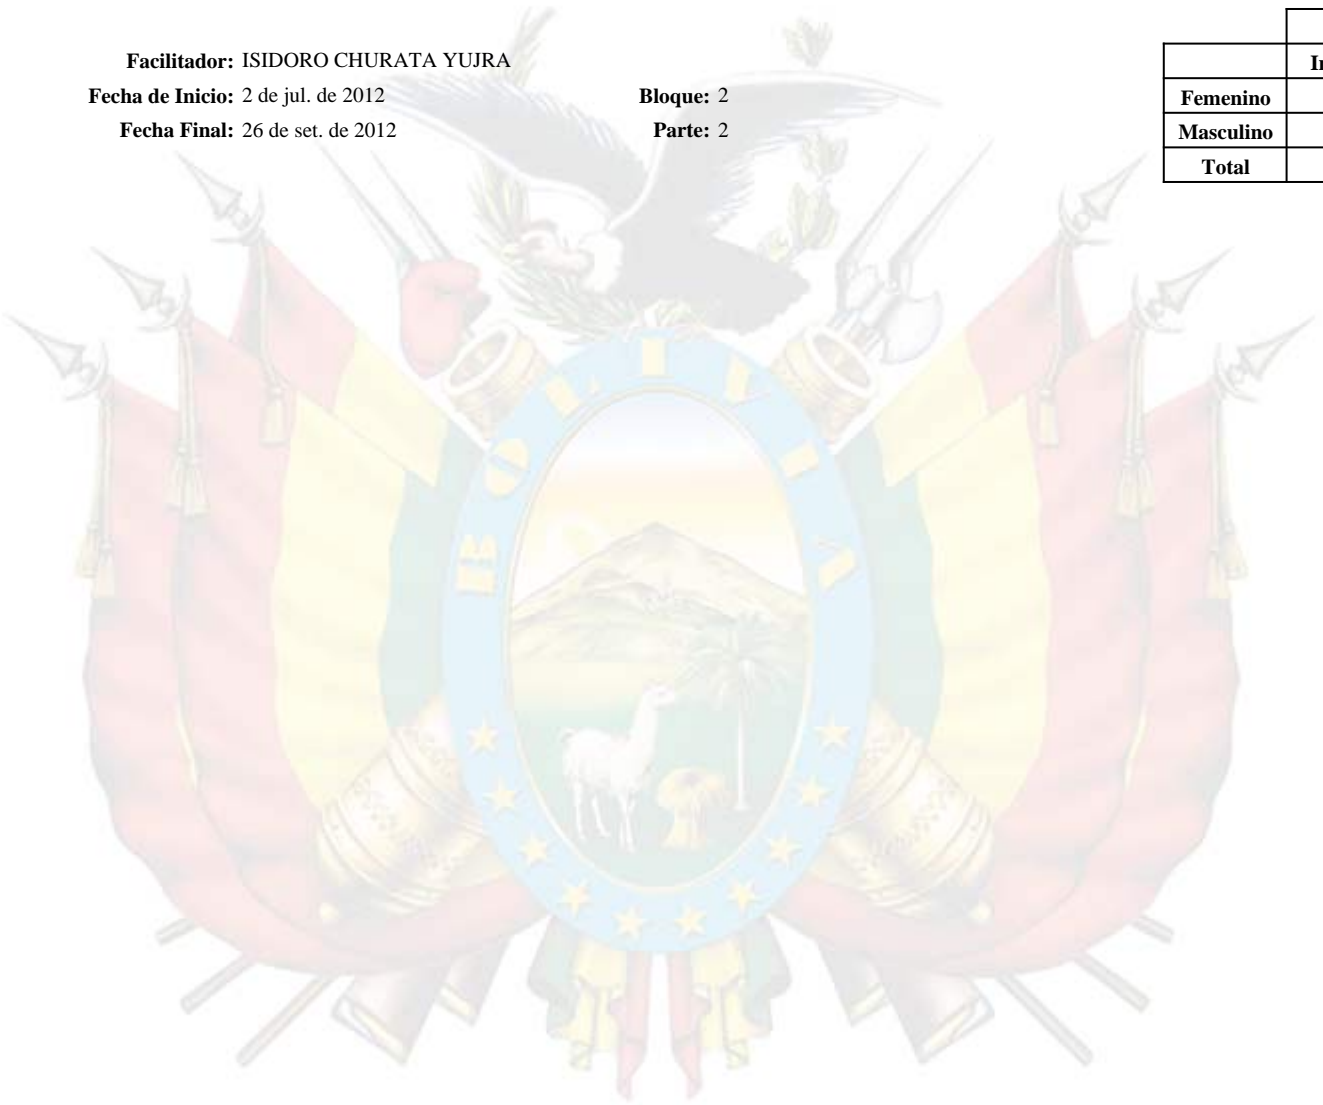 Facilitador: ISIDORO CHURATA YUJRA
Fecha de Inicio: 2 de jul. de 2012 Bloque: 2
Fecha Final: 26 de set. de 2012 Parte: 2
Femenino
Masculino
Total
BOLIVIA